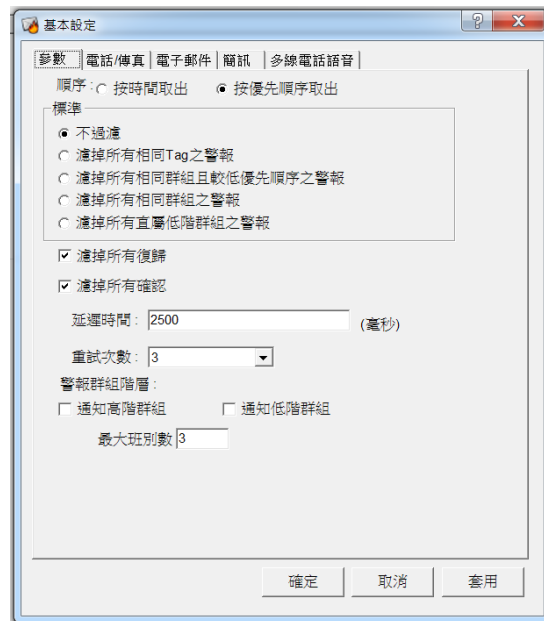 基本設定
參數 電話/傳真 電子郵件 簡訊 多線電話語音
順序: 按時間取出 按優先順序取出
標準
不過濾
濾掉所有相同Tag之警報
濾掉所有相同群組且較低優先順序之警報
濾掉所有相同群組之警報
濾掉所有直屬低階群組之警報
濾掉所有復歸
濾掉所有確認
延遲時間: 2500 (毫秒)
重試次數: 3
警報群組階層:
通知高階群組 通知低階群組
最大班別數 3
確定 取消 套用